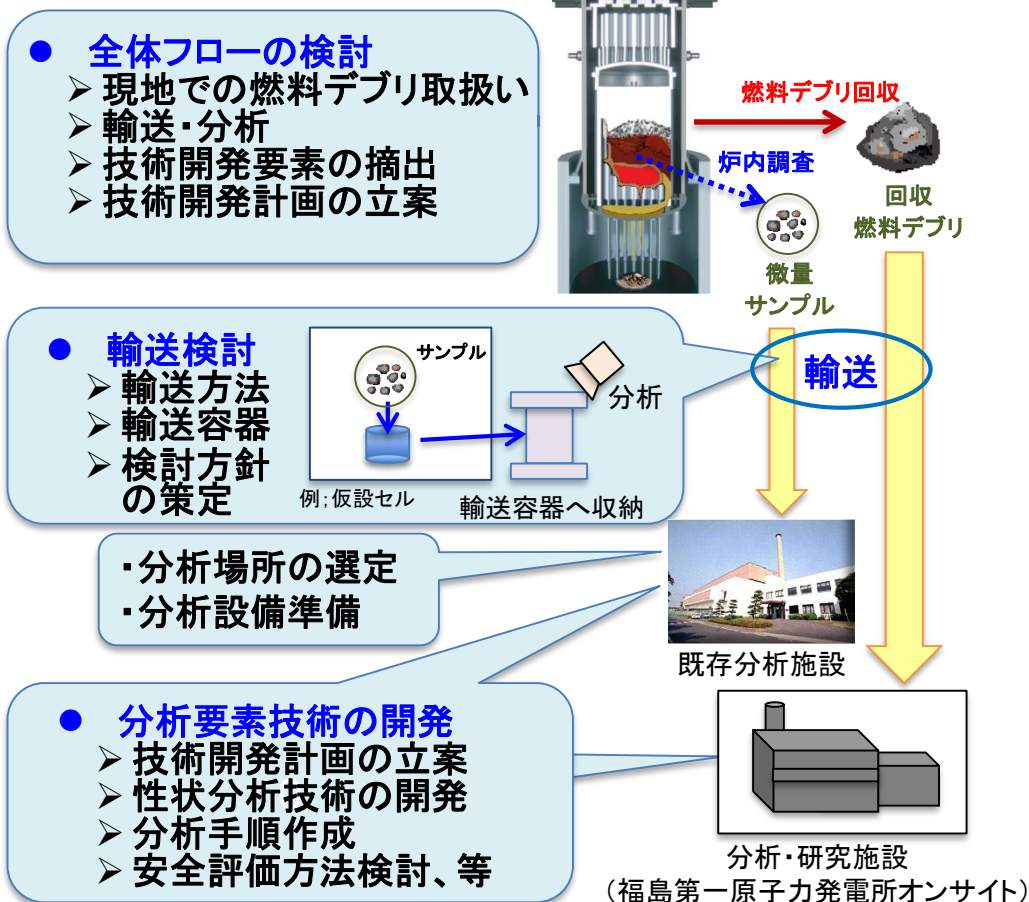 ● 全体フローの検討
➢ 現地での燃料デブリ取扱い
➢ 輸送・分析
➢ 技術開発要素の摘出
➢ 技術開発計画の立案
燃料デブリ回収
炉内調査
回収
燃料デブリ
微量
サンプル
● 輸送検討
➢ 輸送方法
➢ 輸送容器
➢ 検討方針
の策定
サンプル
分析
例;仮設セル
輸送容器へ収納
輸送
・分析場所の選定
・分析設備準備
既存分析施設
● 分析要素技術の開発
➢ 技術開発計画の立案
➢ 性状分析技術の開発
➢ 分析手順作成
➢ 安全評価方法検討、等
分析・研究施設
(福島第一原子力発電所オンサイト)